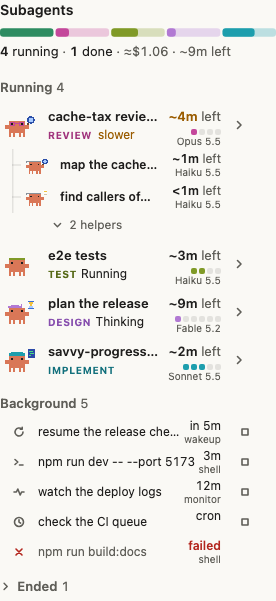 Subagents
4 running · 1 done · ≈$1.06 · ~9m left
Running 4
cache-tax revie... ~4m left
REVIEW slower
Opus 5.5
map the cache... ~1m left
Haiku 5.5
find callers of... <1m left
Haiku 5.5
2 helpers
e2e tests ~3m left
TEST Running
Haiku 5.5
plan the release ~9m left
DESIGN Thinking
Fable 5.2
savvy-progress... ~2m left
IMPLEMENT
Sonnet 5.5
Background 5
resume the release che... in 5m
wakeup
npm run dev -- --port 5173 3m
shell
watch the deploy logs 12m
monitor
check the CI queue cron
npm run build:docs failed
shell
Ended 1